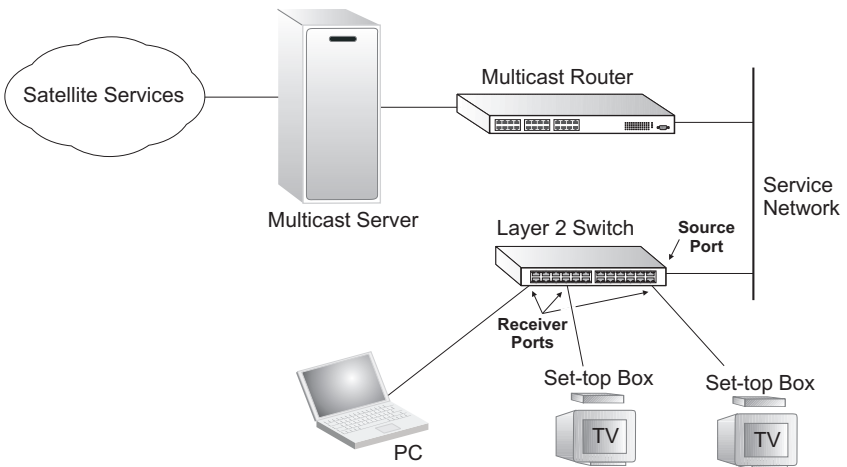 Satellite Services
Multicast Router
Multicast Server
Service
Network
Layer 2 Switch
Source
Port
Receiver
Ports
Set-top Box
Set-top Box
TV
TV
PC